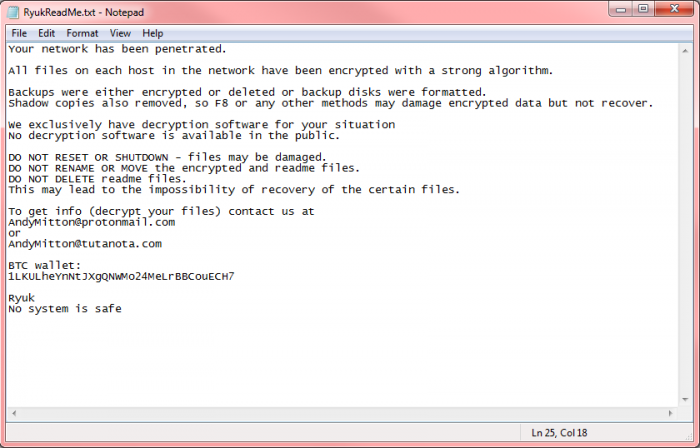 RyukReadMe.txt - Notepad
File Edit Format View Help
Your network has been penetrated.
All files on each host in the network have been encrypted with a strong algorithm.
Backups were either encrypted or deleted or backup disks were formatted.
Shadow copies also removed, so F8 or any other methods may damage encrypted data but not recover.
We exclusively have decryption software for your situation
No decryption software is available in the public.
DO NOT RESET OR SHUTDOWN - files may be damaged.
DO NOT RENAME OR MOVE the encrypted and readme files.
DO NOT DELETE readme files.
This may lead to the impossibility of recovery of the certain files.
To get info (decrypt your files) contact us at
AndyMitton@protonmail.com
or
AndyMitton@tutanota.com
BTC wallet:
1LKULheYnNtJXgQNWMo24MeLrBBCouECH7
Ryuk
No system is safe
Ln 25, Col 18